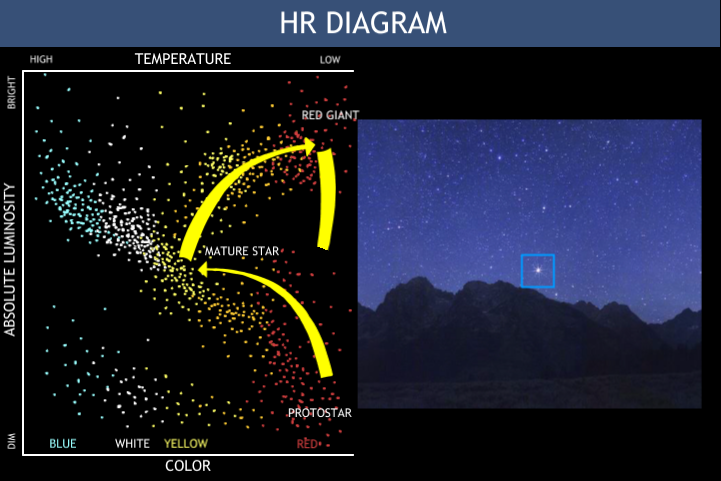 HR DIAGRAM
HIGH
TEMPERATURE
LOW
BRIGHT
RED GIANT
ABSOLUTE LUMINOSITY
MATURE STAR
PROTOSTAR
DIM
BLUE
WHITE
YELLOW
RED
COLOR